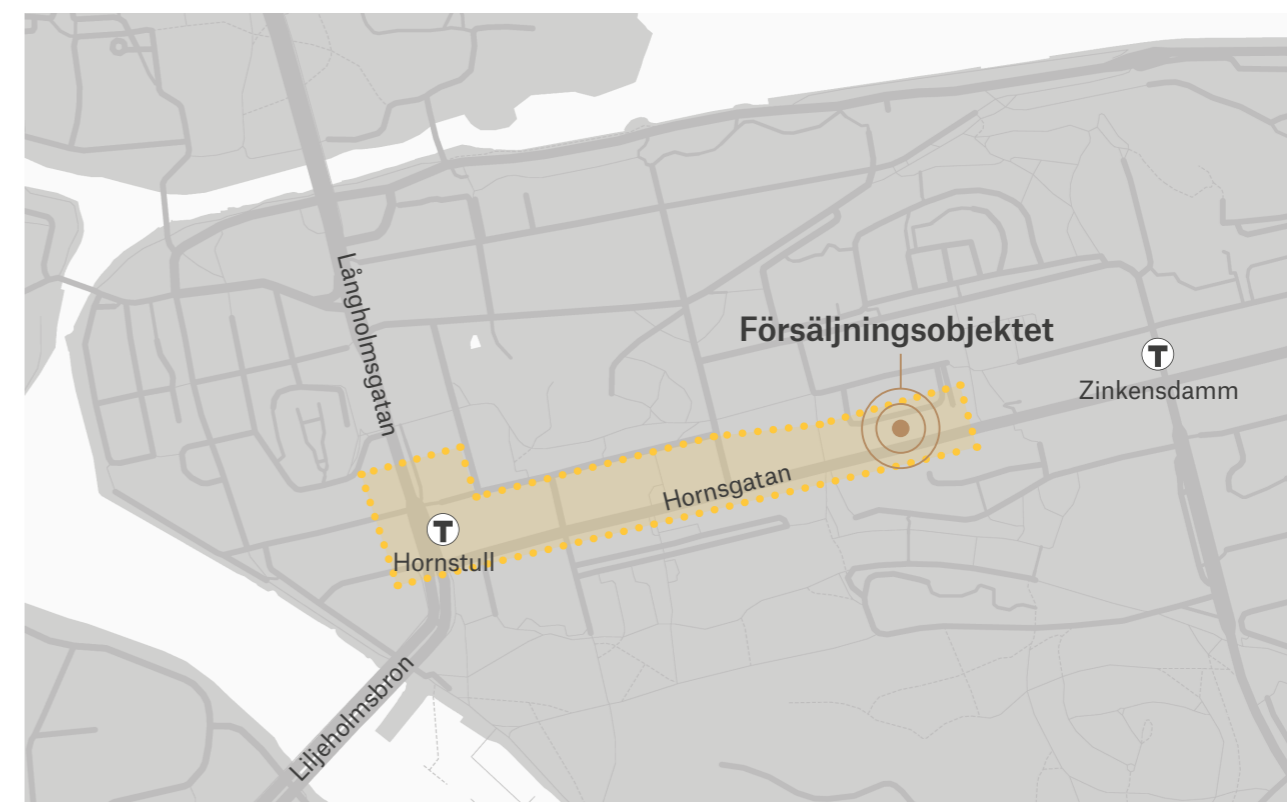 Långholmsgatan
Försäljningsobjektet
T
Zinkensdamm
Hornsgatan
T
Hornstull
Liljeholmsbron